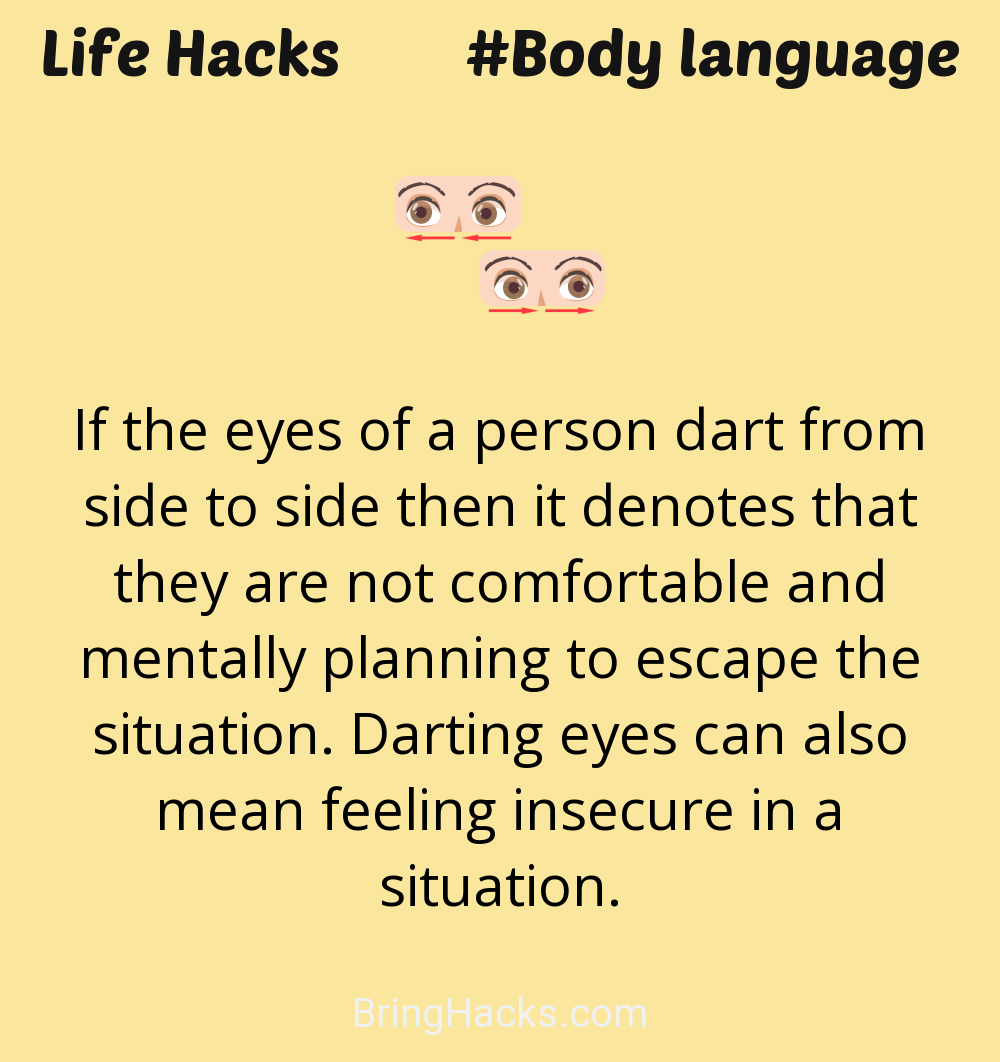 Life Hacks #Body language
If the eyes of a person dart from
side to side then it denotes that
they are not comfortable and
mentally planning to escape the
situation. Darting eyes can also
mean feeling insecure in a
situation.
BringHacks.com